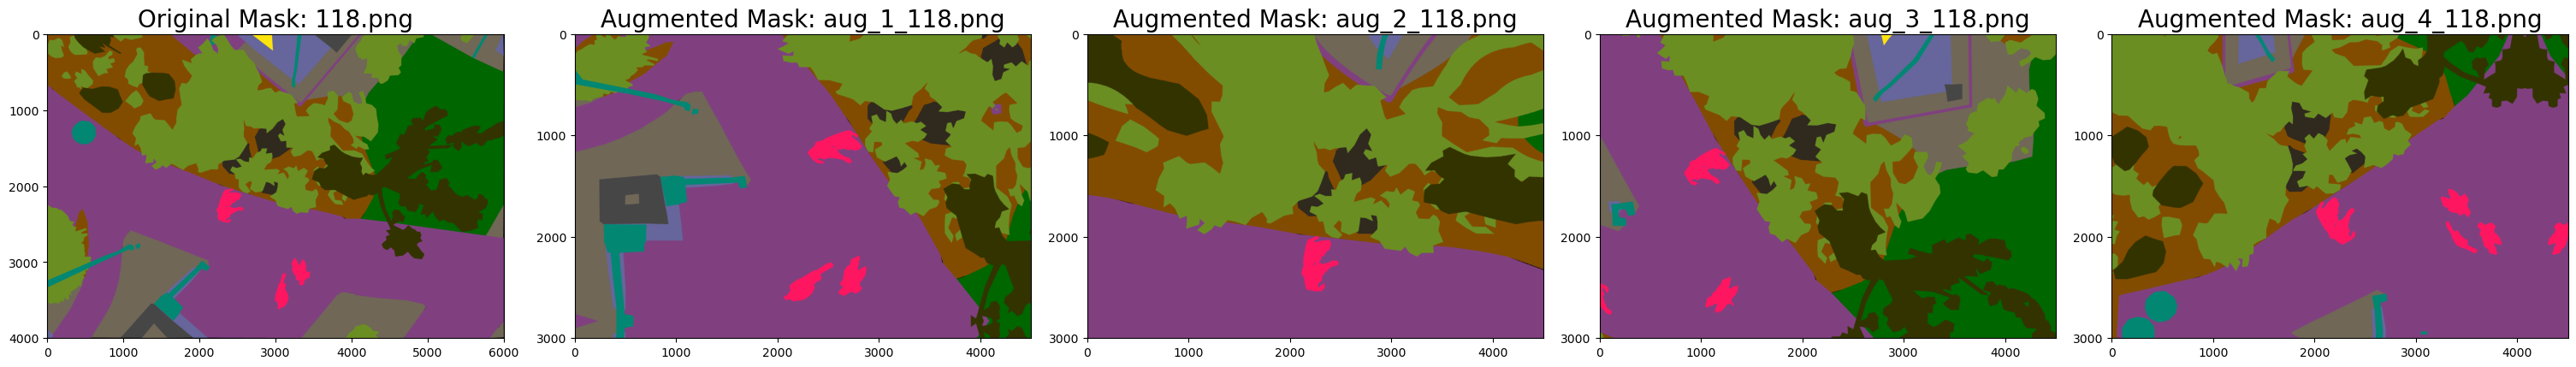 Original Mask: 118.png
0
1000
2000
3000
4000
0 1000 2000 3000 4000 5000 6000
Augmented Mask: aug_1_118.png
0
1000
2000
3000
0 1000 2000 3000 4000
Augmented Mask: aug_2_118.png
0
1000
2000
3000
0 1000 2000 3000 4000
Augmented Mask: aug_3_118.png
0
1000
2000
3000
0 1000 2000 3000 4000
Augmented Mask: aug_4_118.png
0
1000
2000
3000
0 1000 2000 3000 4000